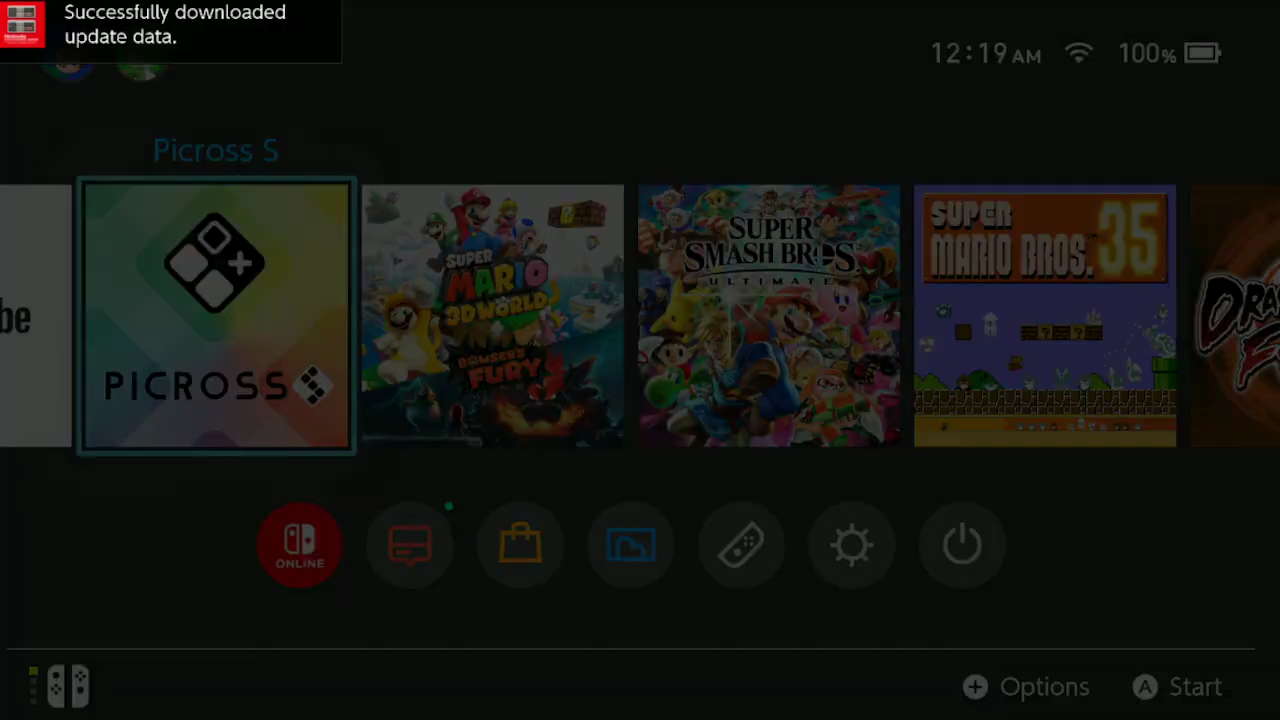 Successfully downloaded
update data.
12:19 AM
100%
Picross S
be
PICROSS S
SUPER
MARIO
3D WORLD
BOWSER'S
FURY
SUPER
SMASH BROS.
ULTIMATE
SUPER
MARIO BROS. 35
DRA
ONLINE
+ Options
A Start